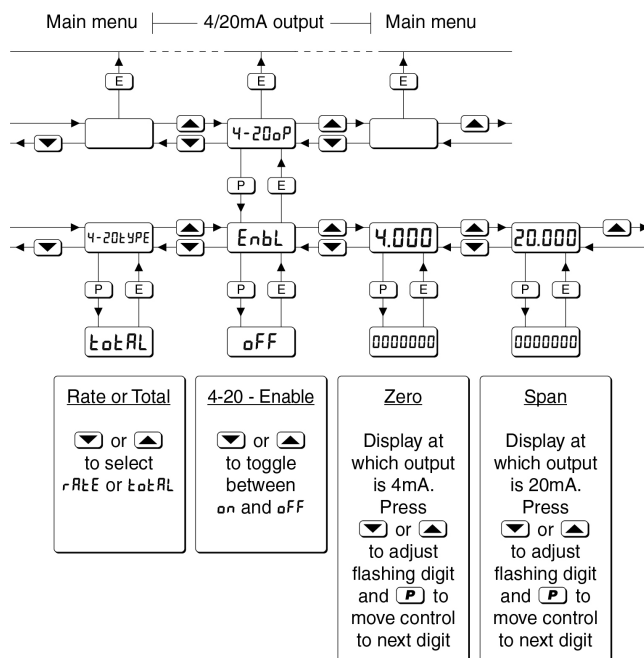 Main menu 4/20mA output Main menu
E E E
4-20oP
P E
4-20tYPE EnbL 4.000 20.000
P E P E P E P E
totAL oFF 0000000 0000000
Rate or Total
or
to select
rAtE or totAL
4-20 - Enable
or
to toggle
between
on and oFF
Zero
Display at
which output
is 4mA.
Press
or
to adjust
flashing digit
and P to
move control
to next digit
Span
Display at
which output
is 20mA.
Press
or
to adjust
flashing digit
and P to
move control
to next digit